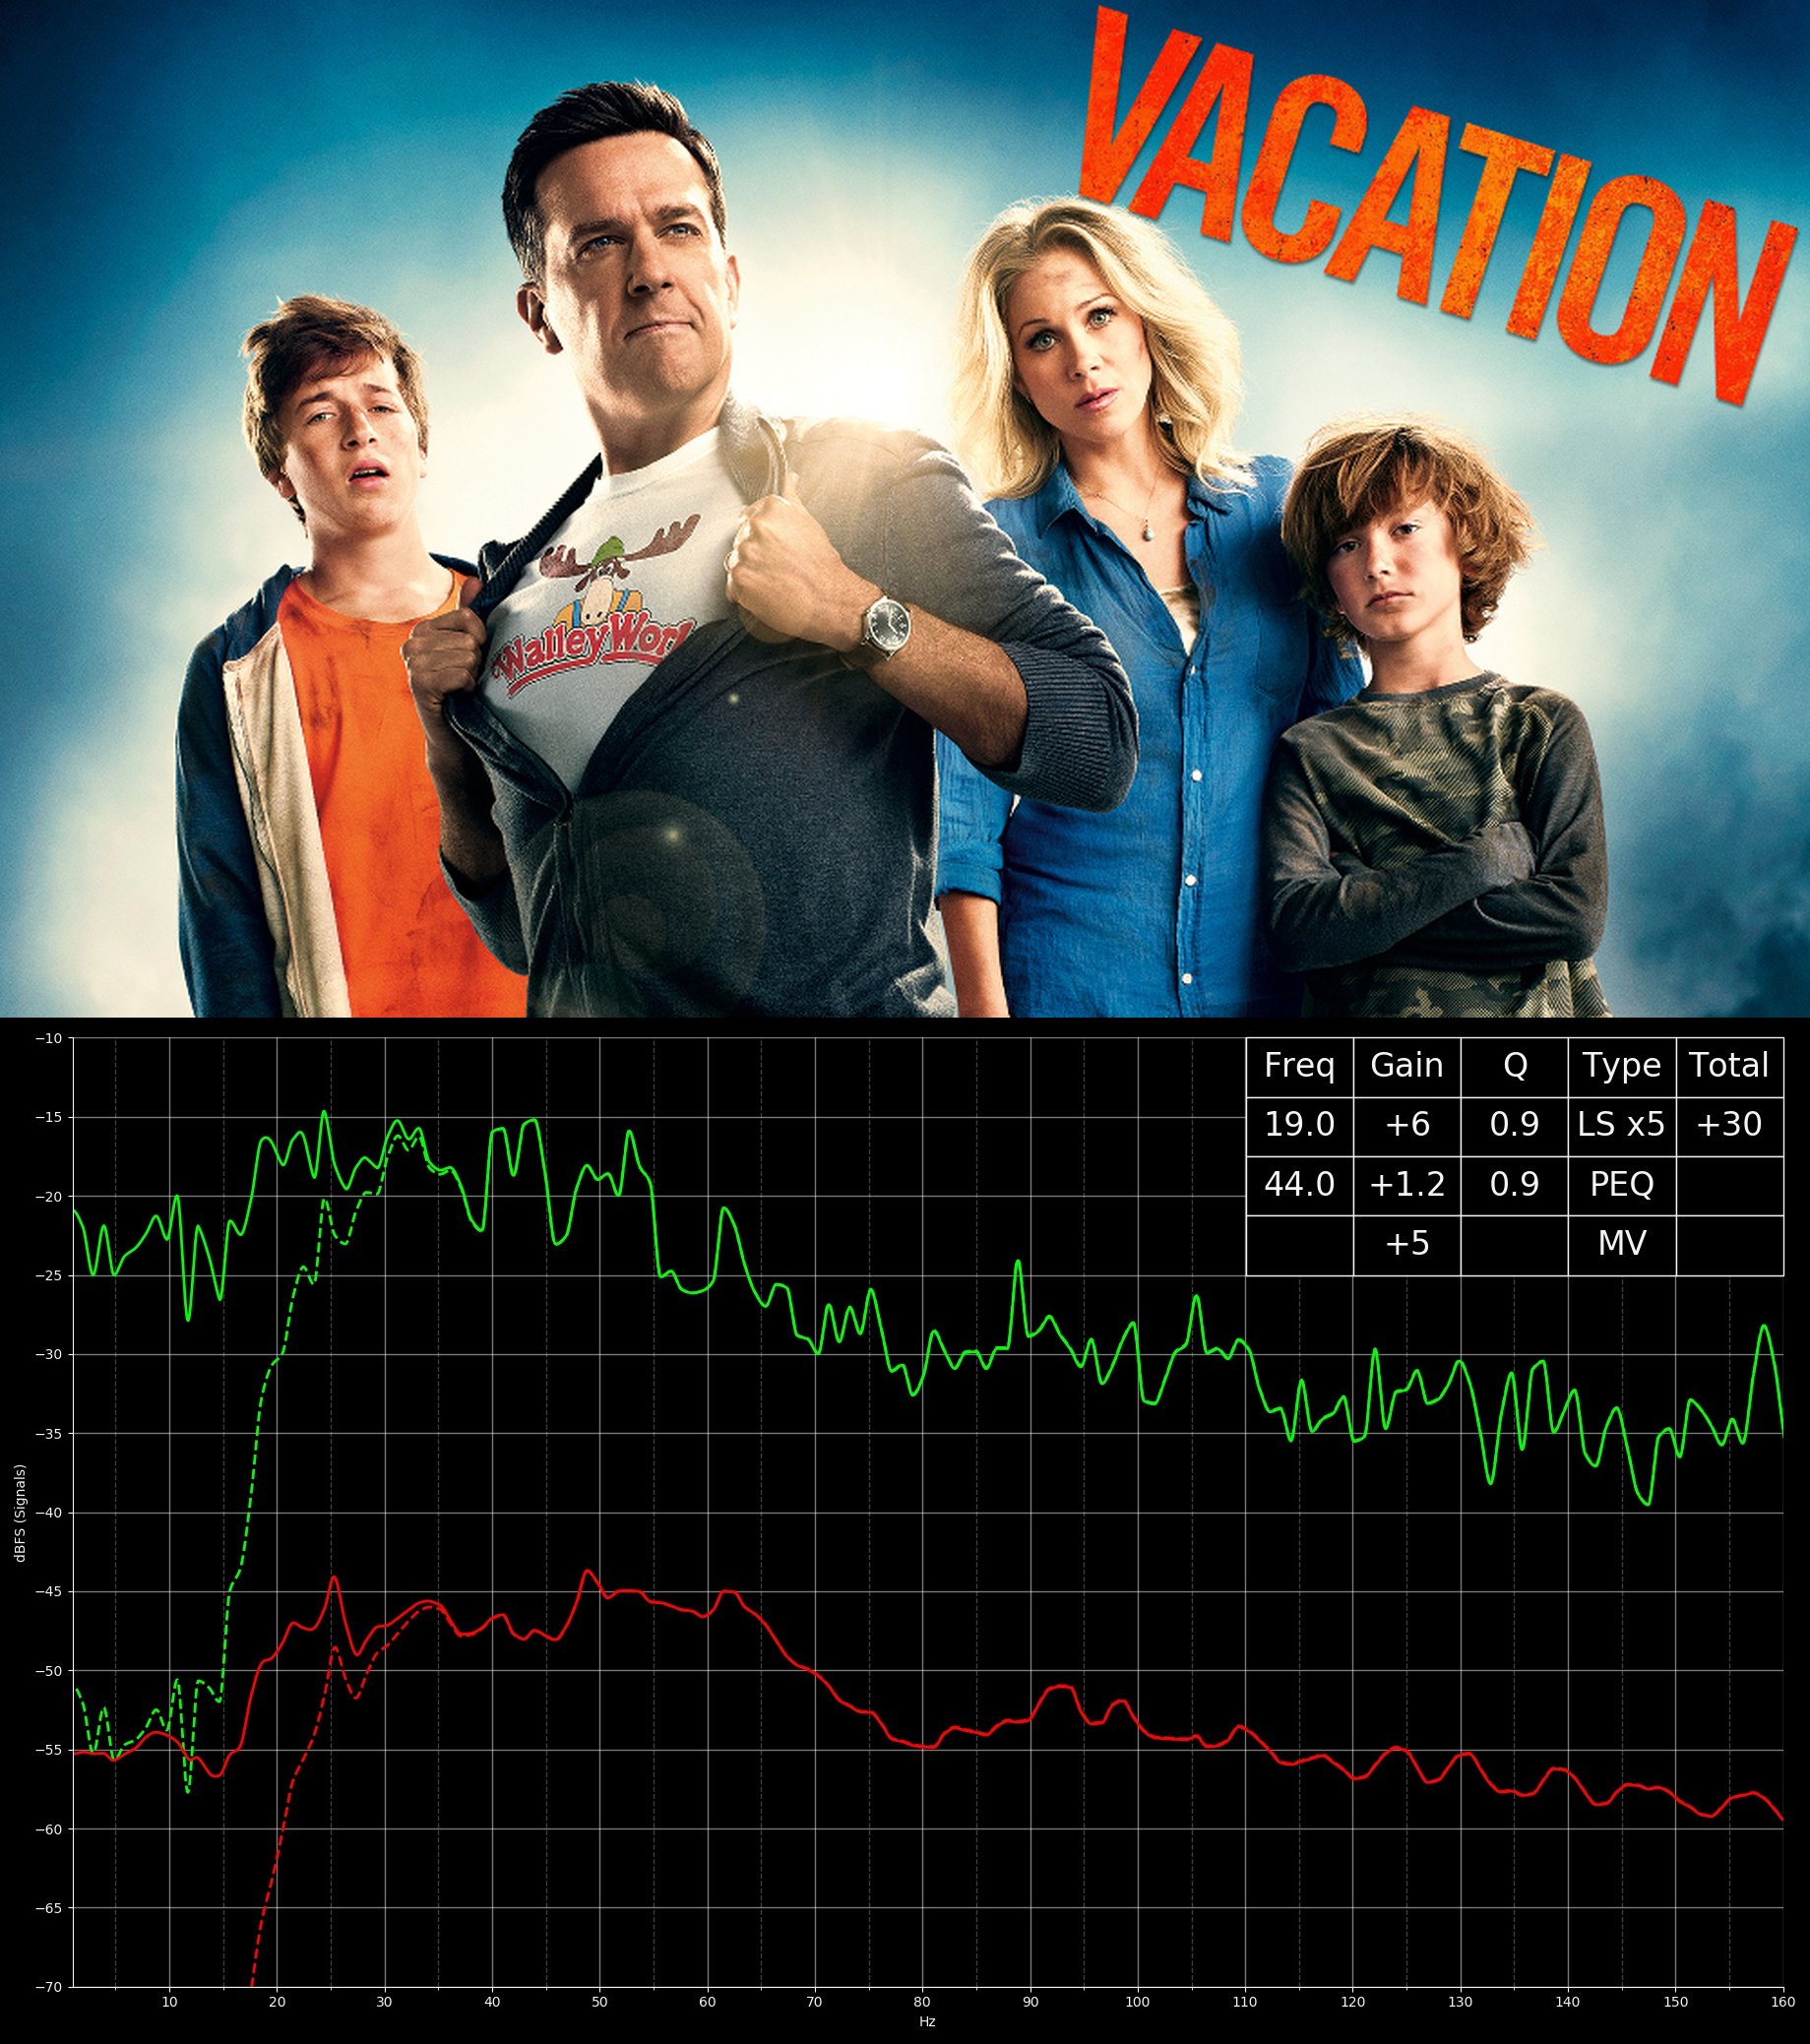 VACATION
Walley Worl
Freq Gain Q Type Total
19.0 +6 0.9 LS x5 +30
44.0 +1.2 0.9 PEQ
+5 MV
−10
−15
−20
−25
−30
−35
−40
−45
−50
−55
−60
−65
−70
dBFS (Signals)
10 20 30 40 50 60 70 80 90 100 110 120 130 140 150 160
Hz